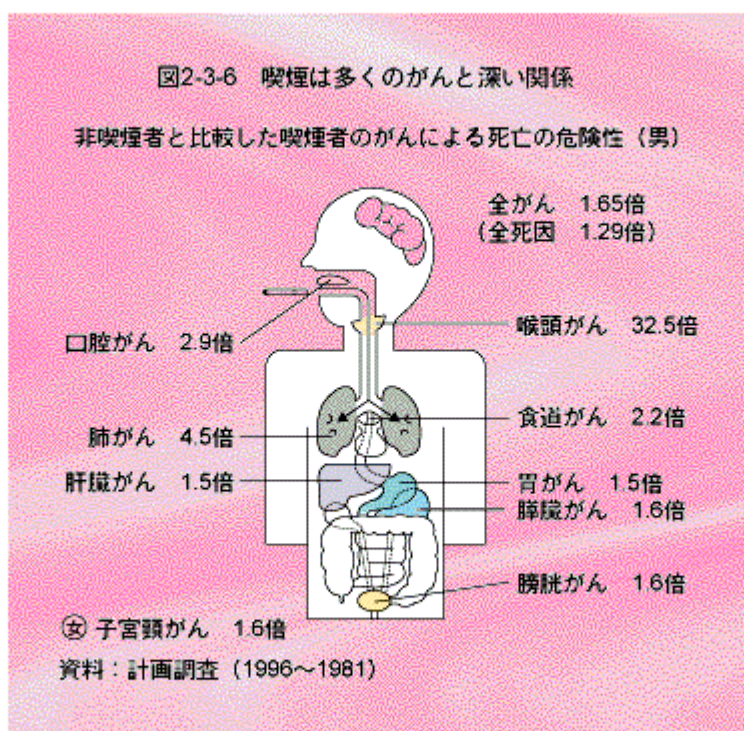 図2-3-6 喫煙は多くのがんと深い関係
非喫煙者と比較した喫煙者のがんによる死亡の危険性（男）
全がん 1.65倍
（全死因 1.29倍）
口腔がん 2.9倍
喉頭がん 32.5倍
肺がん 4.5倍
食道がん 2.2倍
肝臓がん 1.5倍
胃がん 1.5倍
膵臓がん 1.6倍
膀胱がん 1.6倍
㊛ 子宮頸がん 1.6倍
資料：計画調査（1996～1981）